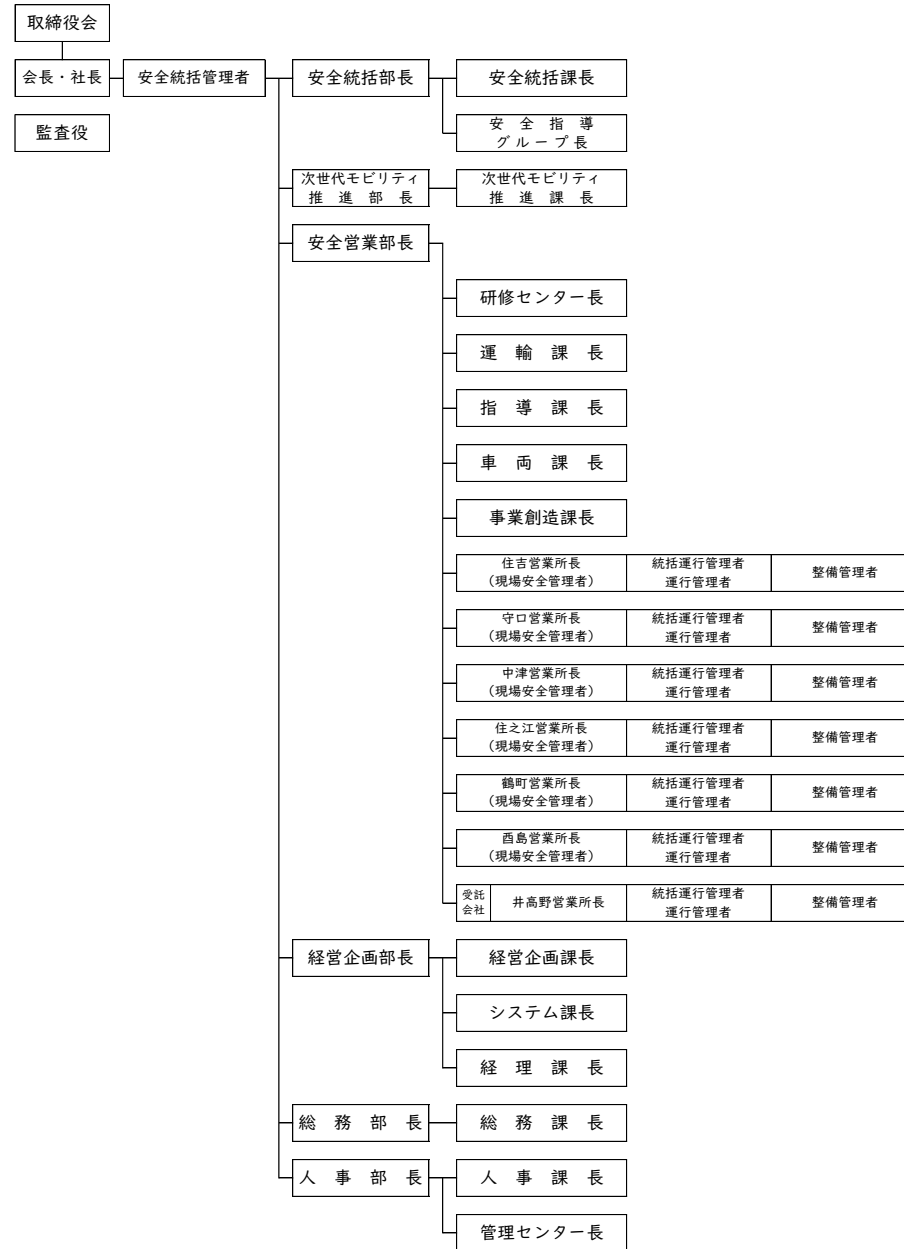 取締役会
会長・社長 安全統括管理者 安全統括部長 安全統括課長
監査役
安全指導
グループ長
次世代モビリティ
推進部長
次世代モビリティ
推進課長
安全営業部長
研修センター長
運輸課長
指導課長
車両課長
事業創造課長
住吉営業所長
(現場安全管理者)
統括運行管理者
運行管理者
整備管理者
守口営業所長
(現場安全管理者)
統括運行管理者
運行管理者
整備管理者
中津営業所長
(現場安全管理者)
統括運行管理者
運行管理者
整備管理者
住之江営業所長
(現場安全管理者)
統括運行管理者
運行管理者
整備管理者
鶴町営業所長
(現場安全管理者)
統括運行管理者
運行管理者
整備管理者
酉島営業所長
(現場安全管理者)
統括運行管理者
運行管理者
整備管理者
受託
会社
井高野営業所長
統括運行管理者
運行管理者
整備管理者
経営企画部長 経営企画課長
システム課長
経理課長
総務部長 総務課長
人事部長 人事課長
管理センター長